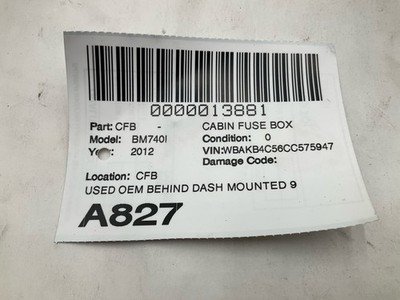 0000013881
Part: CFB - CABIN FUSE BOX
Model: BM740I Condition: 0
Year: 2012 VIN:WBAKB4C56CC575947
Damage Code:
Location: CFB
USED OEM BEHIND DASH MOUNTED 9
A827